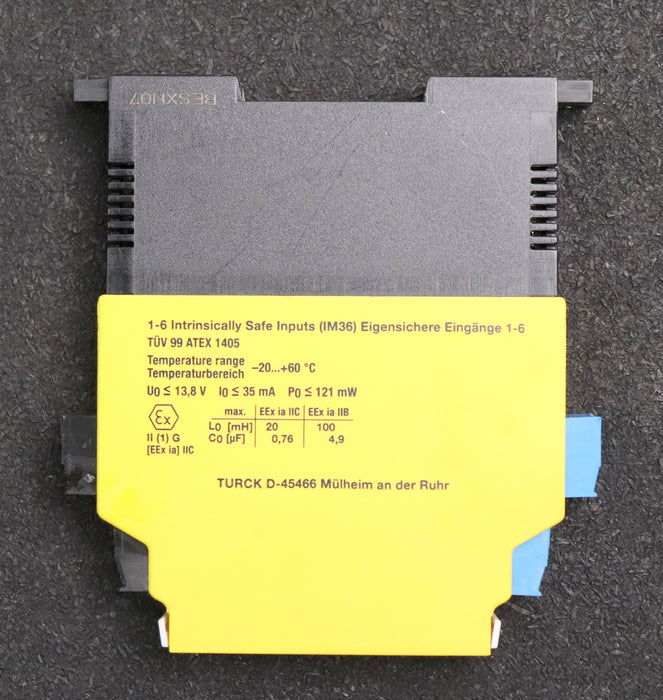 BESXH07
1-6 Intrinsically Safe Inputs (IM36) Eigensichere Eingänge 1-6
TÜV 99 ATEX 1405
Temperature range
Temperaturbereich –20...+60 °C
U0 ≤ 13,8 V I0 ≤ 35 mA P0 ≤ 121 mW
Ex
II (1) G
[EEx ia] IIC
max. EEx ia IIC EEx ia IIB
L0 [mH] 20 100
C0 [µF] 0,76 4,9
TURCK D-45466 Mülheim an der Ruhr